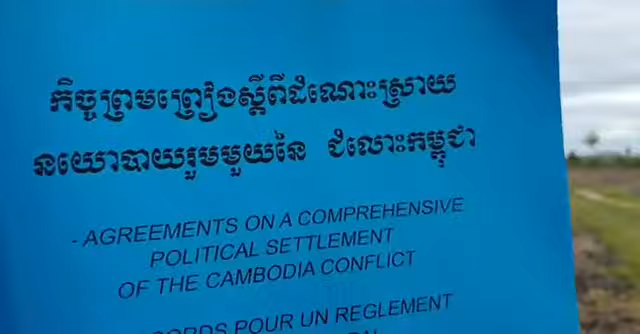 កិច្ចព្រមព្រៀងស្តីពីដំណោះស្រាយ
នយោបាយរួមមួយនៃ ជំលោះកម្ពុជា
- AGREEMENTS ON A COMPREHENSIVE
POLITICAL SETTLEMENT
OF THE CAMBODIA CONFLICT
POUR UN REGLEMENT